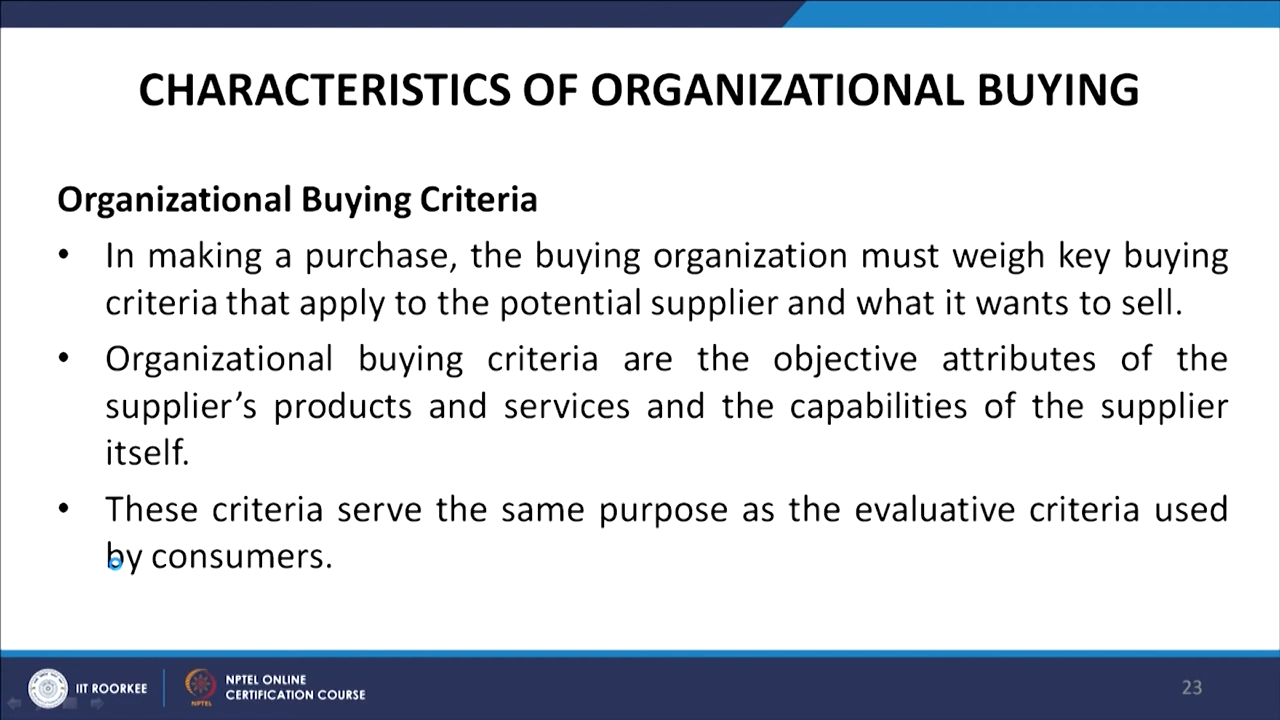 CHARACTERISTICS OF ORGANIZATIONAL BUYING
Organizational Buying Criteria
• In making a purchase, the buying organization must weigh key buying
criteria that apply to the potential supplier and what it wants to sell.
• Organizational buying criteria are the objective attributes of the
supplier’s products and services and the capabilities of the supplier
itself.
• These criteria serve the same purpose as the evaluative criteria used
by consumers.
IIT ROORKEE
NPTEL
NPTEL ONLINE
CERTIFICATION COURSE
23